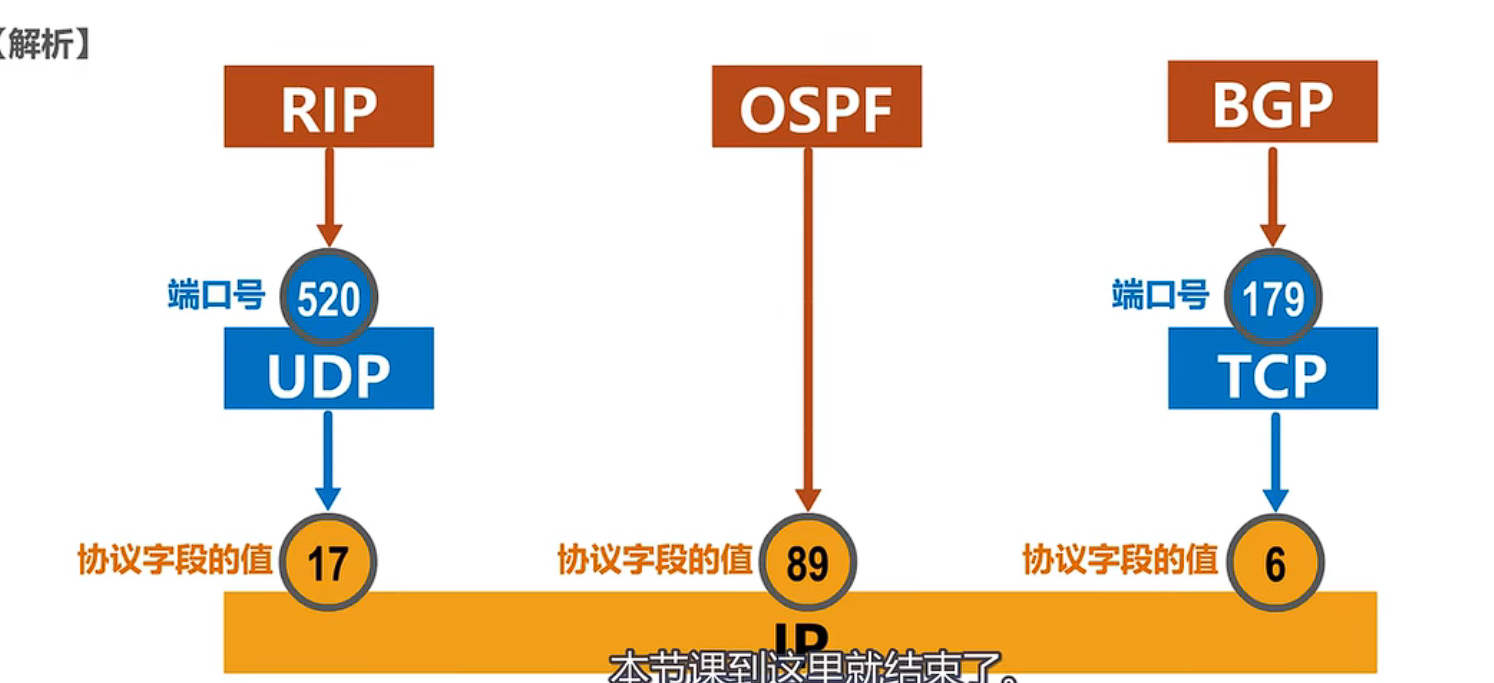 【解析】
RIP
OSPF
BGP
端口号
520
端口号
179
UDP
TCP
协议字段的值
17
协议字段的值
89
协议字段的值
6
IP
本节课到这里就结束了。